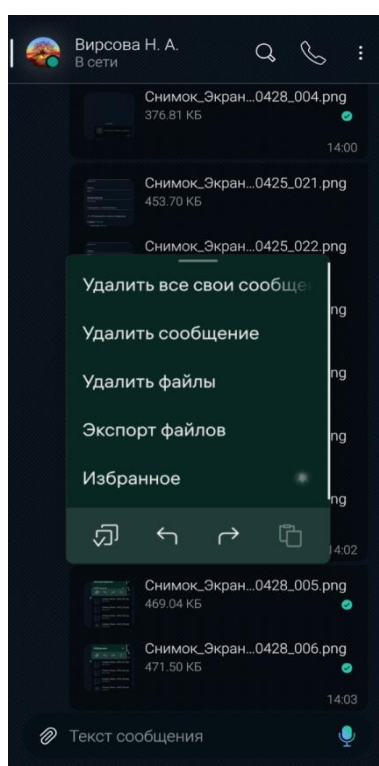 Вирсова Н. А.
В сети
Снимок_Экран...0428_004.png
376.81 КБ
14:00
Снимок_Экран...0425_021.png
453.70 КБ
Снимок_Экран...0425_022.png
Удалить все свои сообще
ng
Удалить сообщение
ng
Удалить файлы
Экспорт файлов
ng
Избранное
ng
14:02
Снимок_Экран...0428_005.png
469.04 КБ
Снимок_Экран...0428_006.png
471.50 КБ
14:03
Текст сообщения